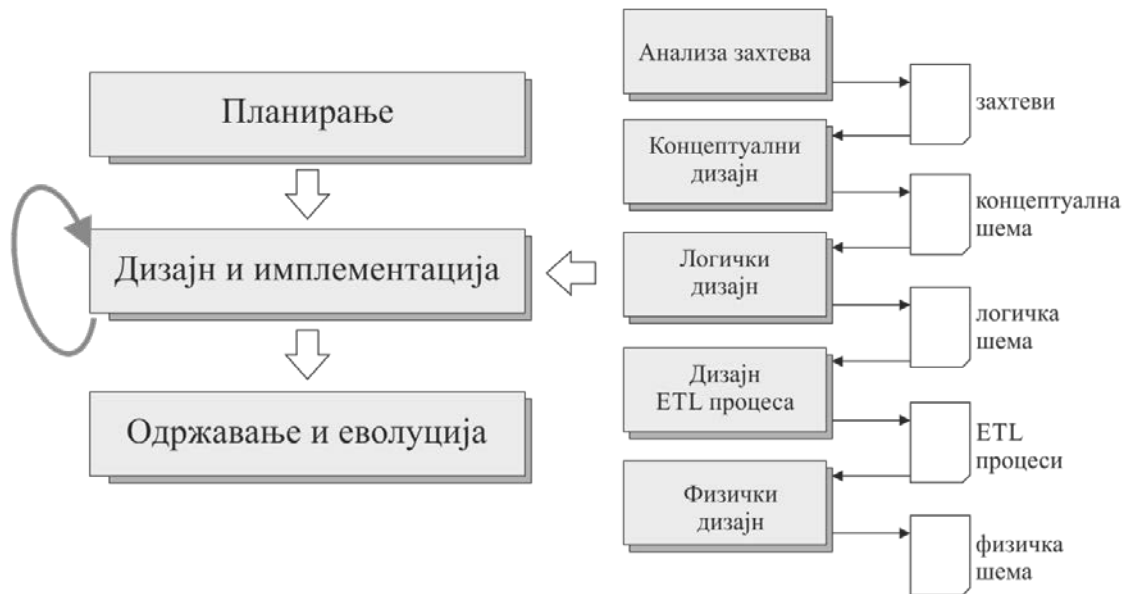 Планирање
Дизајн и имплементација
Одржавање и еволуција
Анализа захтева
захтеви
Концептуални
дизајн
концептуална
шема
Логички
дизајн
логичка
шема
Дизајн
ETL процеса
ETL
процеси
Физички
дизајн
физичка
шема